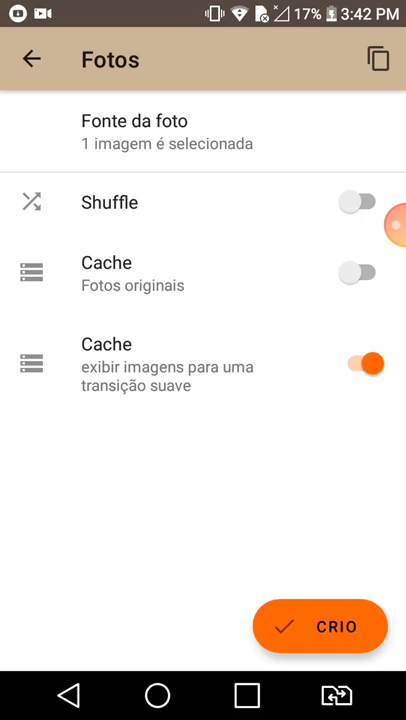 17% 3:42 PM
Fotos
Fonte da foto
1 imagem é selecionada
Shuffle
Cache
Fotos originais
Cache
exibir imagens para uma
transição suave
CRIO